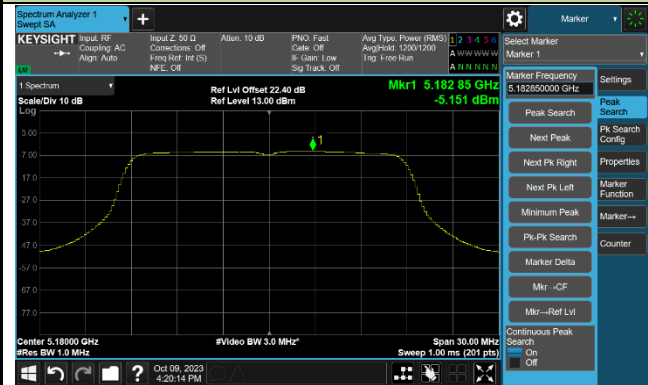 Spectrum Analyzer 1
Swept SA
Marker
KEYSIGHT
Input: RF
Coupling: AC
Align: Auto
Input Z: 50 Ω
Corrections: Off
Freq Ref: Int (S)
NFE: Off
Atten: 10 dB
PNO: Fast
Gate: Off
IF Gain: Low
Sig Track: Off
Avg Type: Power (RMS)
Avg|Hold: 1200/1200
Trig: Free Run
1 2 3 4 5 6
A W W W W W
A N N N N N
Select Marker
Marker 1
LXI
1 Spectrum
Scale/Div 10 dB
Log
Ref Lvl Offset 22.40 dB
Ref Level 13.00 dBm
Mkr1 5.182 85 GHz
-5.151 dBm
3.00
-7.00
-17.0
-27.0
-37.0
-47.0
-57.0
-67.0
-77.0
1
Center 5.18000 GHz
#Res BW 1.0 MHz
#Video BW 3.0 MHz*
Span 30.00 MHz
Sweep 1.00 ms (201 pts)
Marker Frequency
5.182850000 GHz
Peak Search
Next Peak
Next Pk Right
Next Pk Left
Minimum Peak
Pk-Pk Search
Marker Delta
Mkr→CF
Mkr→Ref Lvl
Continuous Peak
Search
On
Off
Settings
Peak
Search
Pk Search
Config
Properties
Marker
Function
Marker→
Counter
Oct 09, 2023
4:20:14 PM